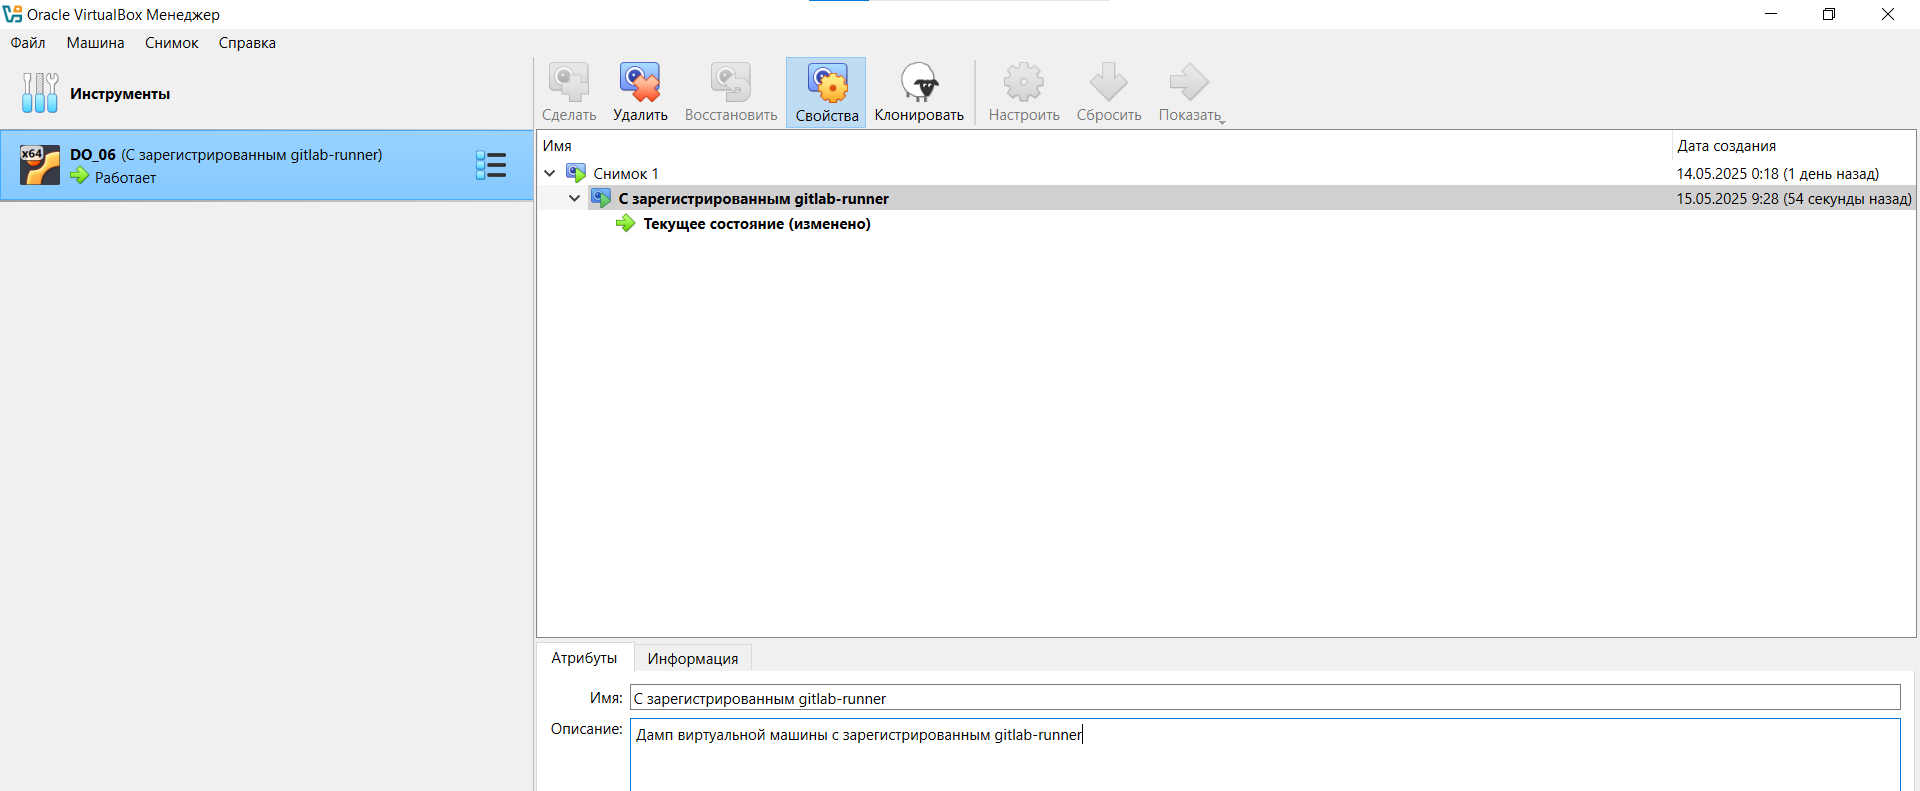 Oracle VirtualBox Менеджер
Файл Машина Снимок Справка
Инструменты
Сделать Удалить Восстановить Свойства Клонировать Настроить Сбросить Показать
x64
DO_06 (С зарегистрированным gitlab-runner)
Работает
Имя Дата создания
Снимок 1 14.05.2025 0:18 (1 день назад)
С зарегистрированным gitlab-runner 15.05.2025 9:28 (54 секунды назад)
Текущее состояние (изменено)
Атрибуты Информация
Имя: С зарегистрированным gitlab-runner
Описание: Дамп виртуальной машины с зарегистрированным gitlab-runner